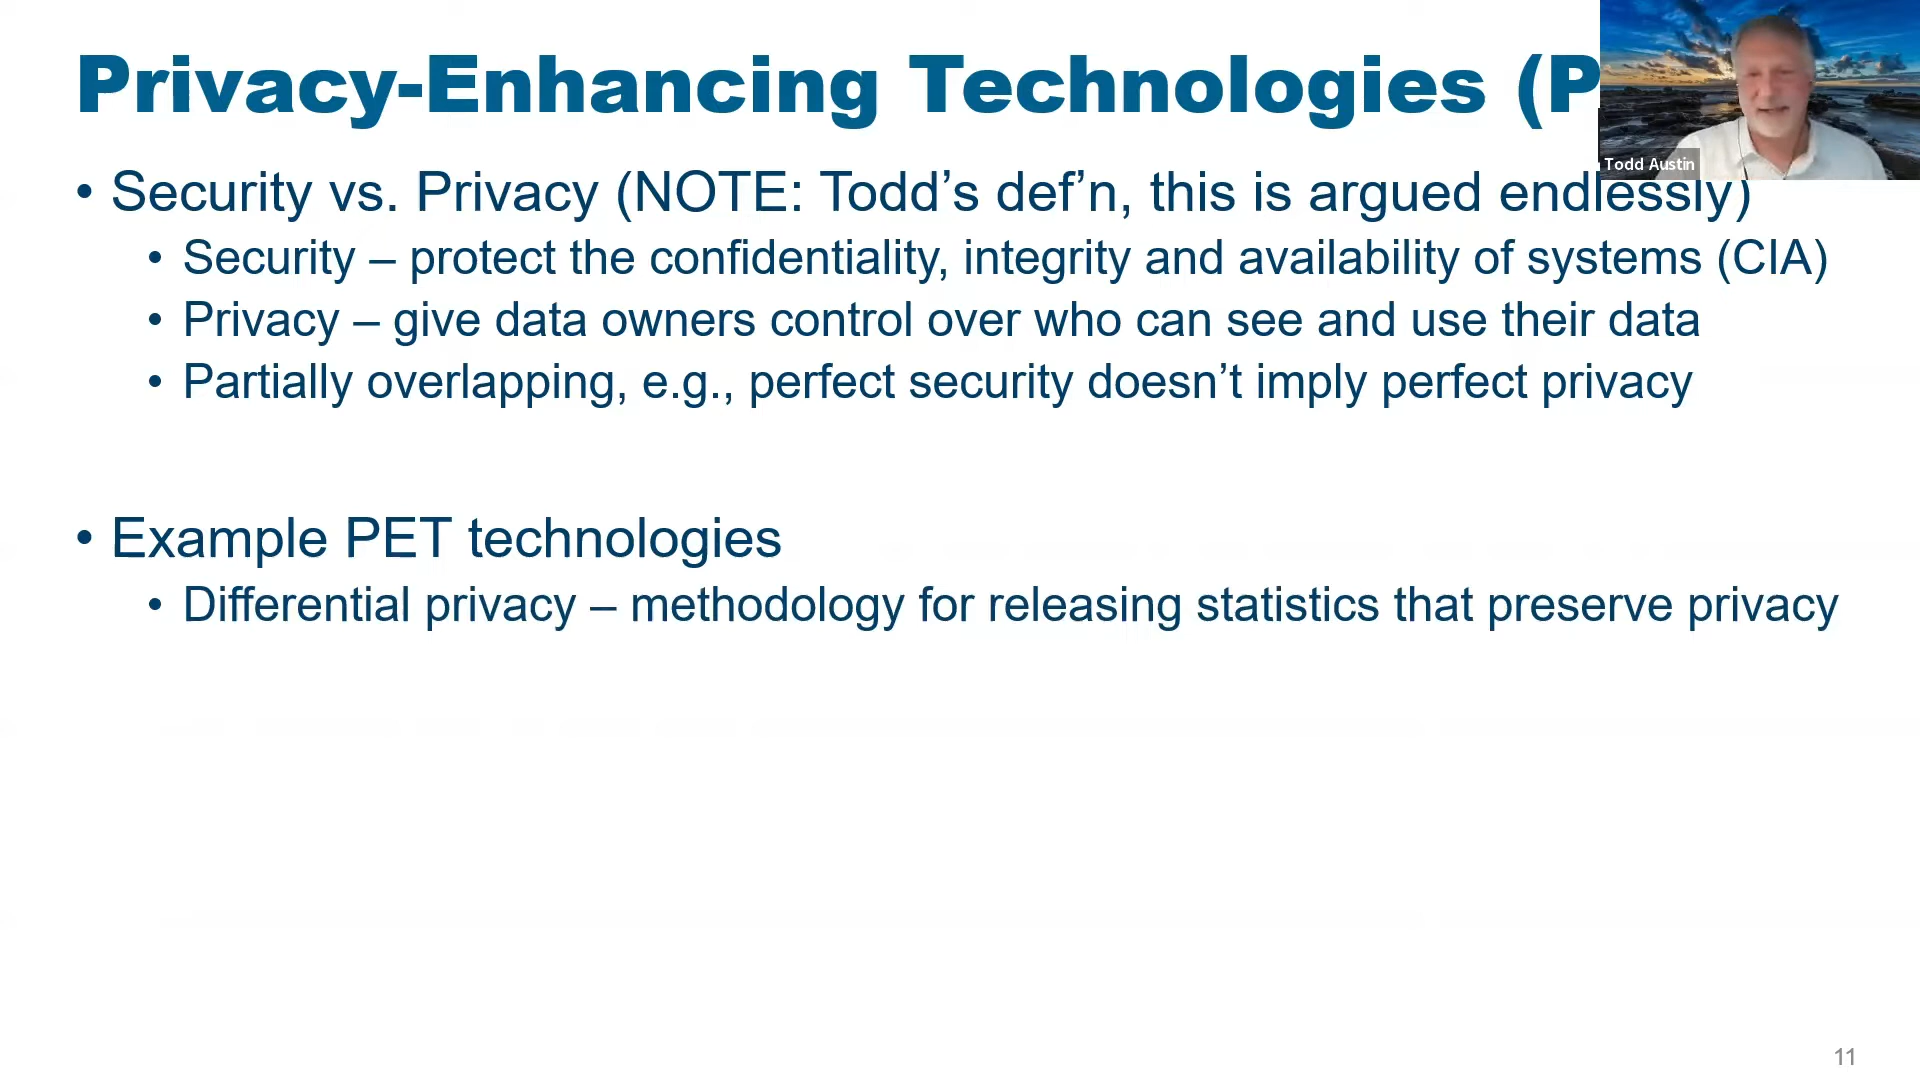 Privacy-Enhancing Technologies (P
Todd Austin
• Security vs. Privacy (NOTE: Todd’s def’n, this is argued endlessly)
• Security – protect the confidentiality, integrity and availability of systems (CIA)
• Privacy – give data owners control over who can see and use their data
• Partially overlapping, e.g., perfect security doesn’t imply perfect privacy
• Example PET technologies
• Differential privacy – methodology for releasing statistics that preserve privacy
11